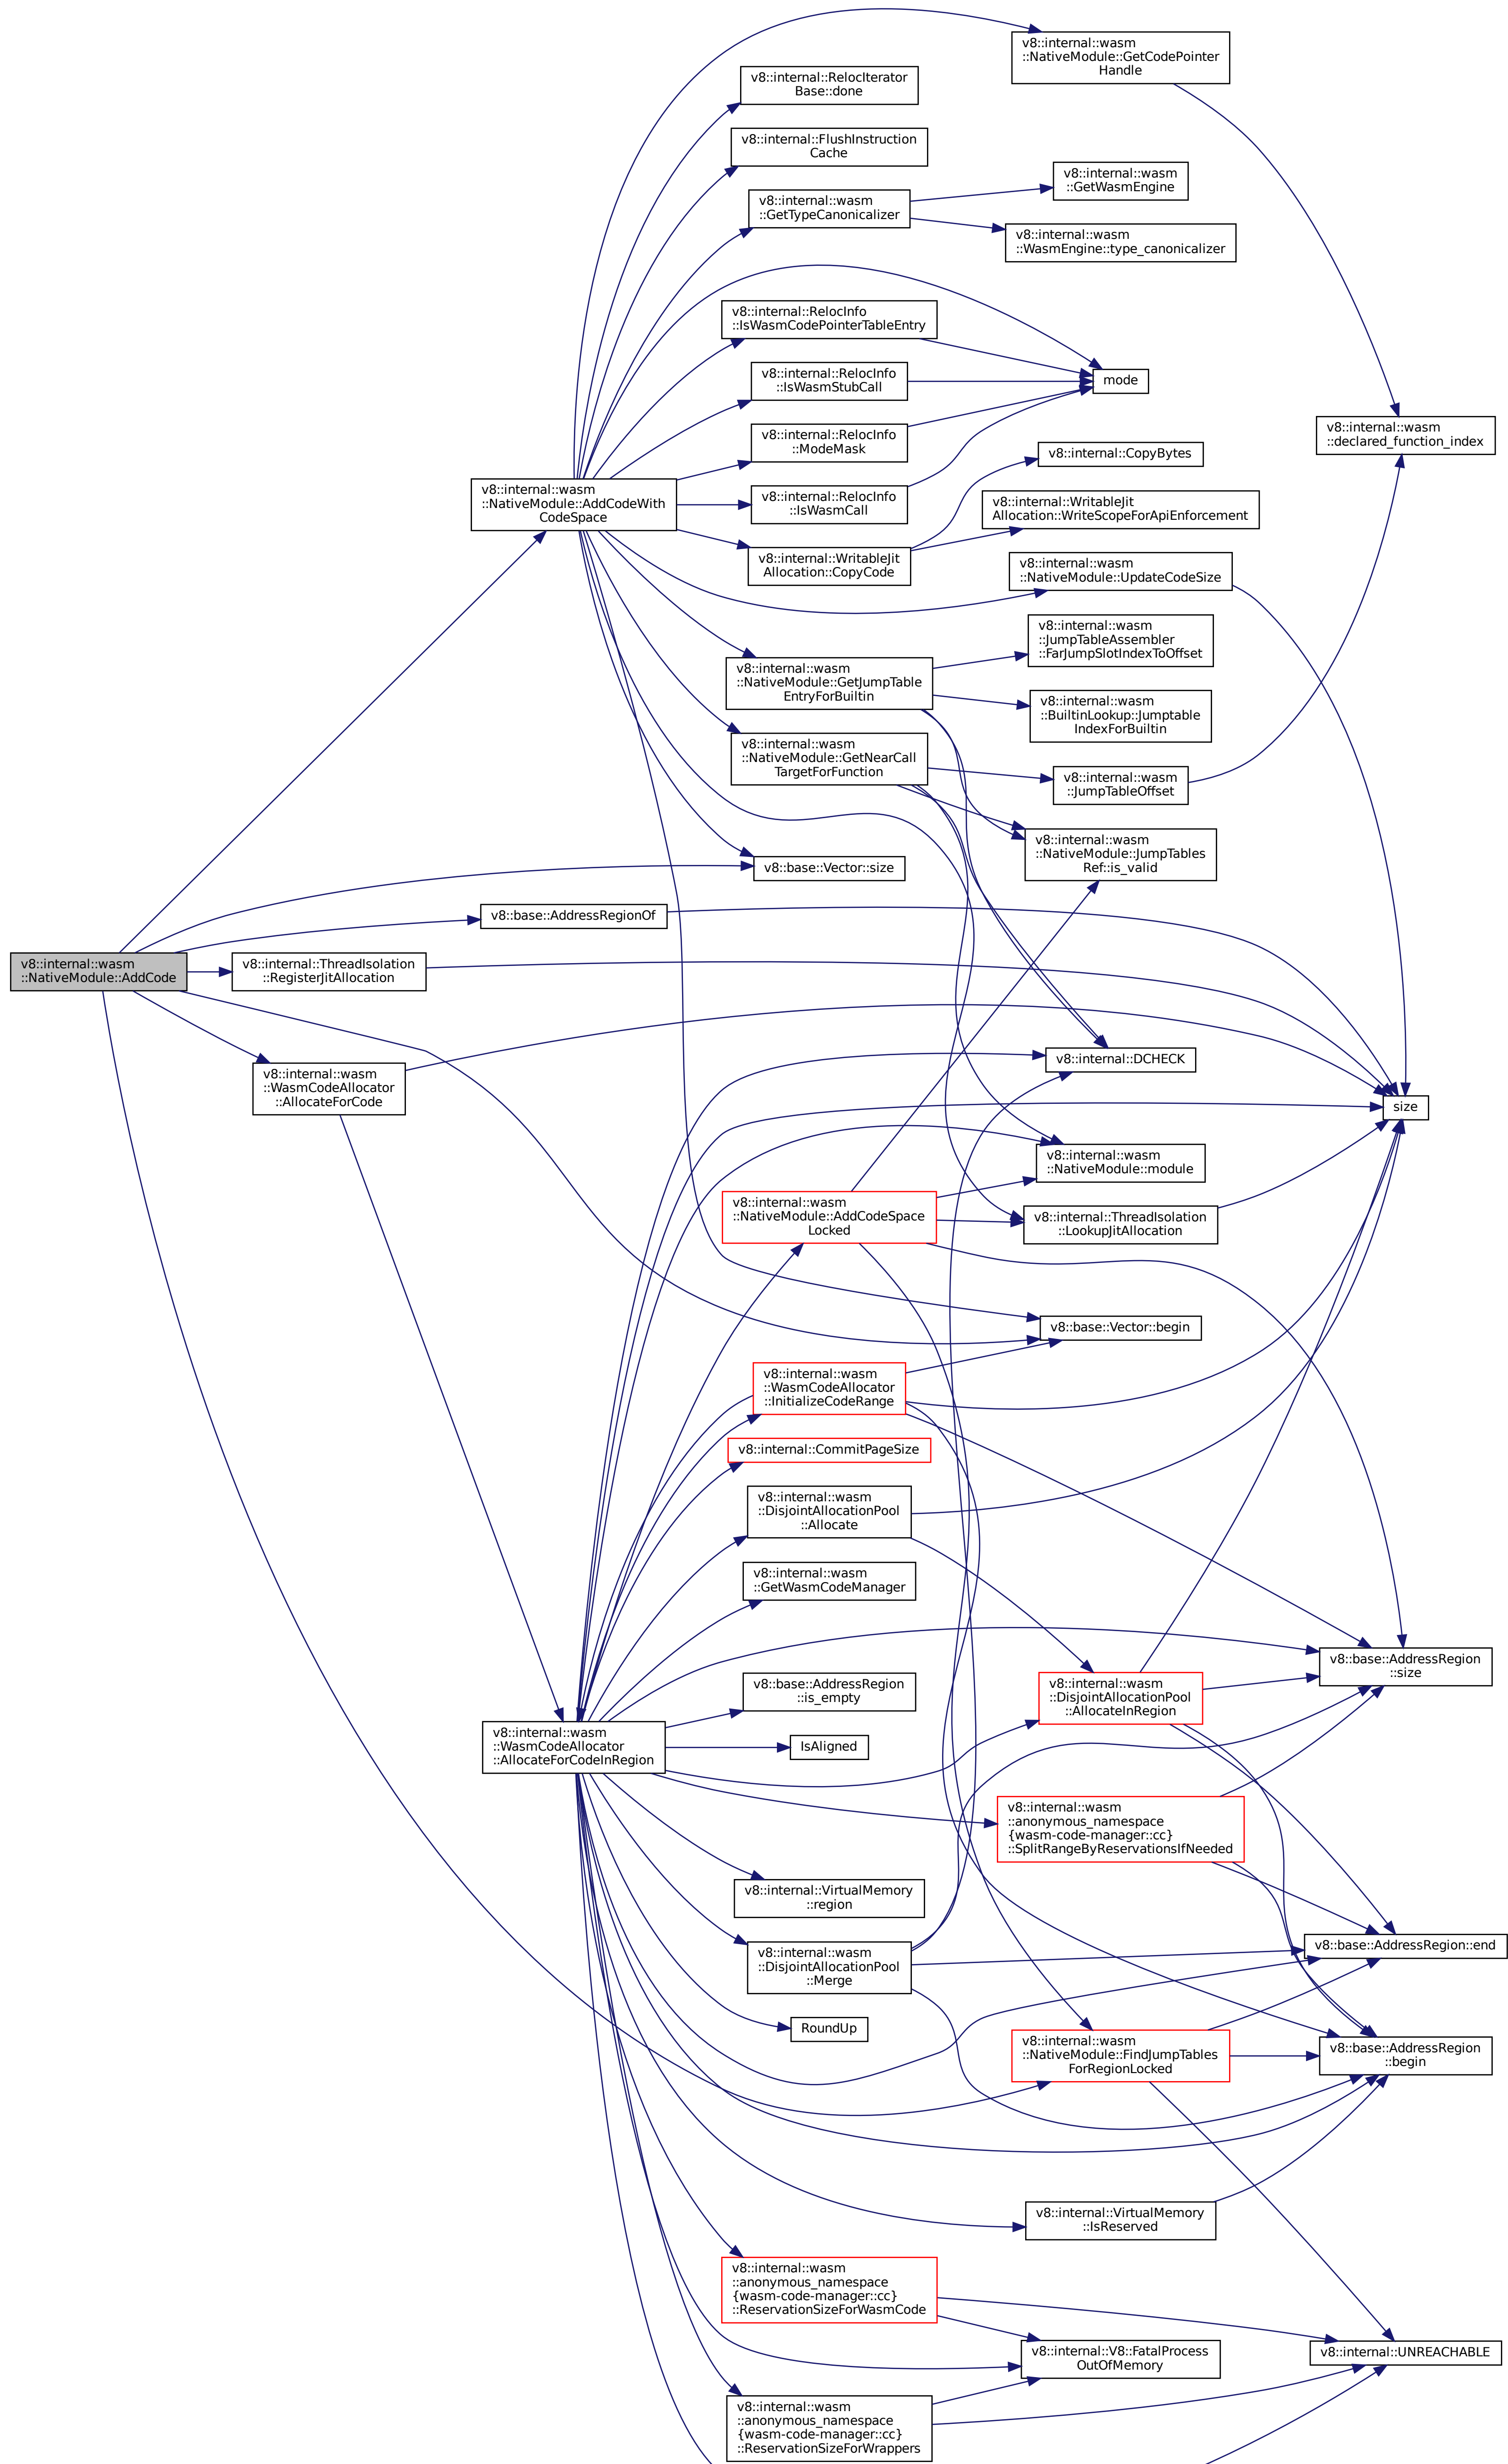 v8::internal::wasm
::NativeModule::GetCodePointer
Handle
v8::internal::RelocIterator
Base::done
v8::internal::FlushInstruction
Cache
v8::internal::wasm
::GetWasmEngine
v8::internal::wasm
::GetTypeCanonicalizer
v8::internal::wasm
::WasmEngine::type_canonicalizer
v8::internal::RelocInfo
::IsWasmCodePointerTableEntry
v8::internal::RelocInfo
::IsWasmStubCall
mode
v8::internal::wasm
::declared_function_index
v8::internal::RelocInfo
::ModeMask
v8::internal::CopyBytes
v8::internal::wasm
::NativeModule::AddCodeWith
CodeSpace
v8::internal::RelocInfo
::IsWasmCall
v8::internal::WritableJit
Allocation::WriteScopeForApiEnforcement
v8::internal::WritableJit
Allocation::CopyCode
v8::internal::wasm
::NativeModule::UpdateCodeSize
v8::internal::wasm
::JumpTableAssembler
::FarJumpSlotIndexToOffset
v8::internal::wasm
::NativeModule::GetJumpTable
EntryForBuiltin
v8::internal::wasm
::BuiltinLookup::Jumptable
IndexForBuiltin
v8::internal::wasm
::NativeModule::GetNearCall
TargetForFunction
v8::internal::wasm
::JumpTableOffset
v8::internal::wasm
::NativeModule::JumpTables
Ref::is_valid
v8::base::Vector::size
v8::base::AddressRegionOf
v8::internal::wasm
::NativeModule::AddCode
v8::internal::ThreadIsolation
::RegisterJitAllocation
v8::internal::DCHECK
v8::internal::wasm
::WasmCodeAllocator
::AllocateForCode
size
v8::internal::wasm
::NativeModule::module
v8::internal::wasm
::NativeModule::AddCodeSpace
Locked
v8::internal::ThreadIsolation
::LookupJitAllocation
v8::base::Vector::begin
v8::internal::wasm
::WasmCodeAllocator
::InitializeCodeRange
v8::internal::CommitPageSize
v8::internal::wasm
::DisjointAllocationPool
::Allocate
v8::internal::wasm
::GetWasmCodeManager
v8::base::AddressRegion
::size
v8::base::AddressRegion
::is_empty
v8::internal::wasm
::DisjointAllocationPool
::AllocateInRegion
v8::internal::wasm
::WasmCodeAllocator
::AllocateForCodeInRegion
IsAligned
v8::internal::wasm
::anonymous_namespace
{wasm-code-manager::cc}
::SplitRangeByReservationsIfNeeded
v8::internal::VirtualMemory
::region
v8::base::AddressRegion::end
v8::internal::wasm
::DisjointAllocationPool
::Merge
RoundUp
v8::internal::wasm
::NativeModule::FindJumpTables
ForRegionLocked
v8::base::AddressRegion
::begin
v8::internal::VirtualMemory
::IsReserved
v8::internal::wasm
::anonymous_namespace
{wasm-code-manager::cc}
::ReservationSizeForWasmCode
v8::internal::V8::FatalProcess
OutOfMemory
v8::internal::UNREACHABLE
v8::internal::wasm
::anonymous_namespace
{wasm-code-manager::cc}
::ReservationSizeForWrappers